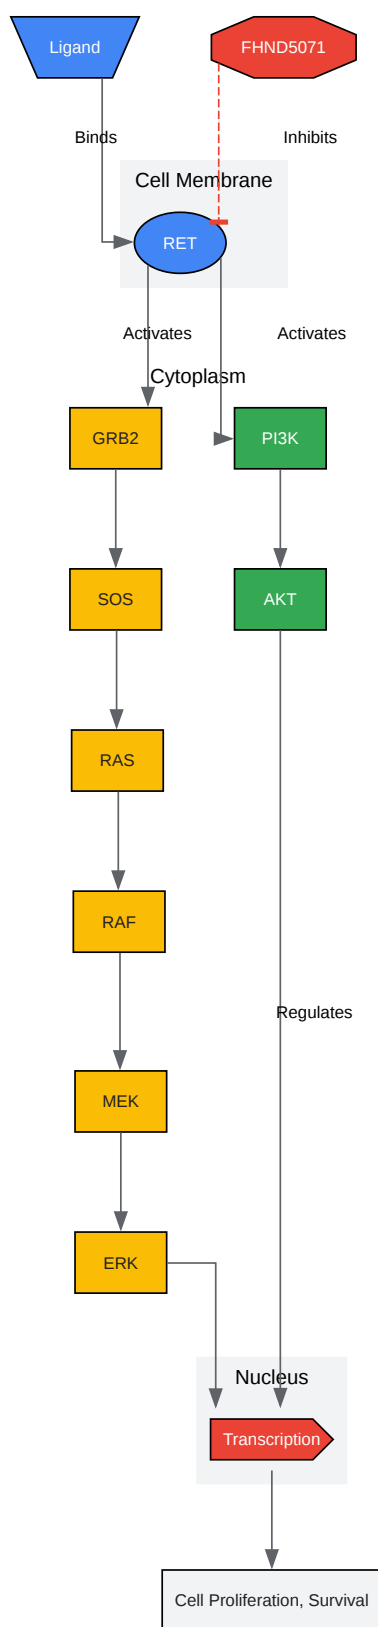 Ligand
FHND5071
Binds
Inhibits
Cell Membrane
RET
Activates
Activates
Cytoplasm
GRB2
PI3K
SOS
AKT
RAS
RAF
Regulates
MEK
ERK
Nucleus
Transcription
Cell Proliferation, Survival